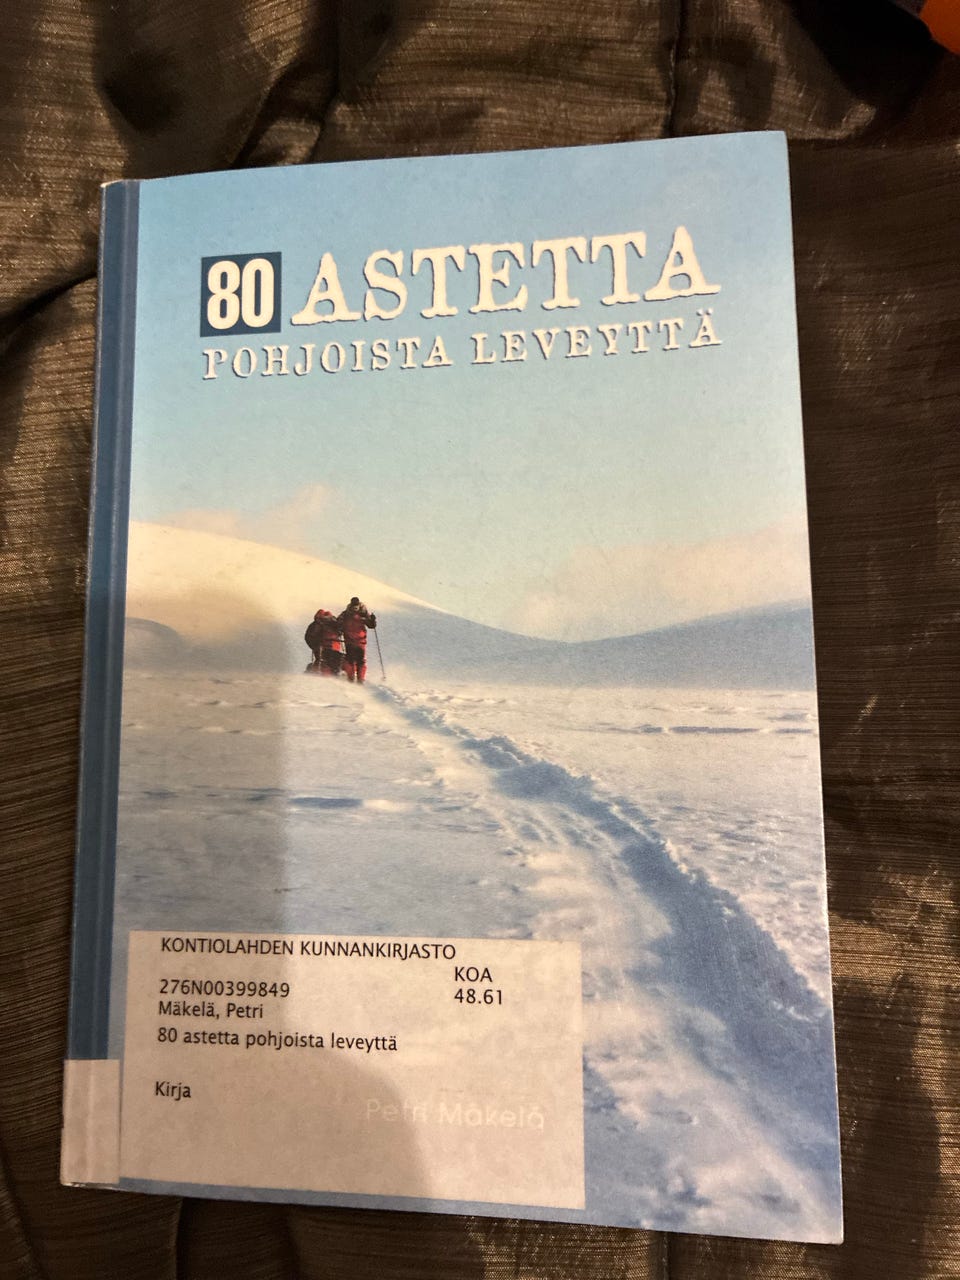 80 ASTETTA
POHJOISTA LEVEYTTÄ
KONTIOLAHDEN KUNNANKIRJASTO
KOA
276N00399849
48.61
Mäkelä, Petri
80 astetta pohjoista leveyttä
Kirja
Petri Mäkelä